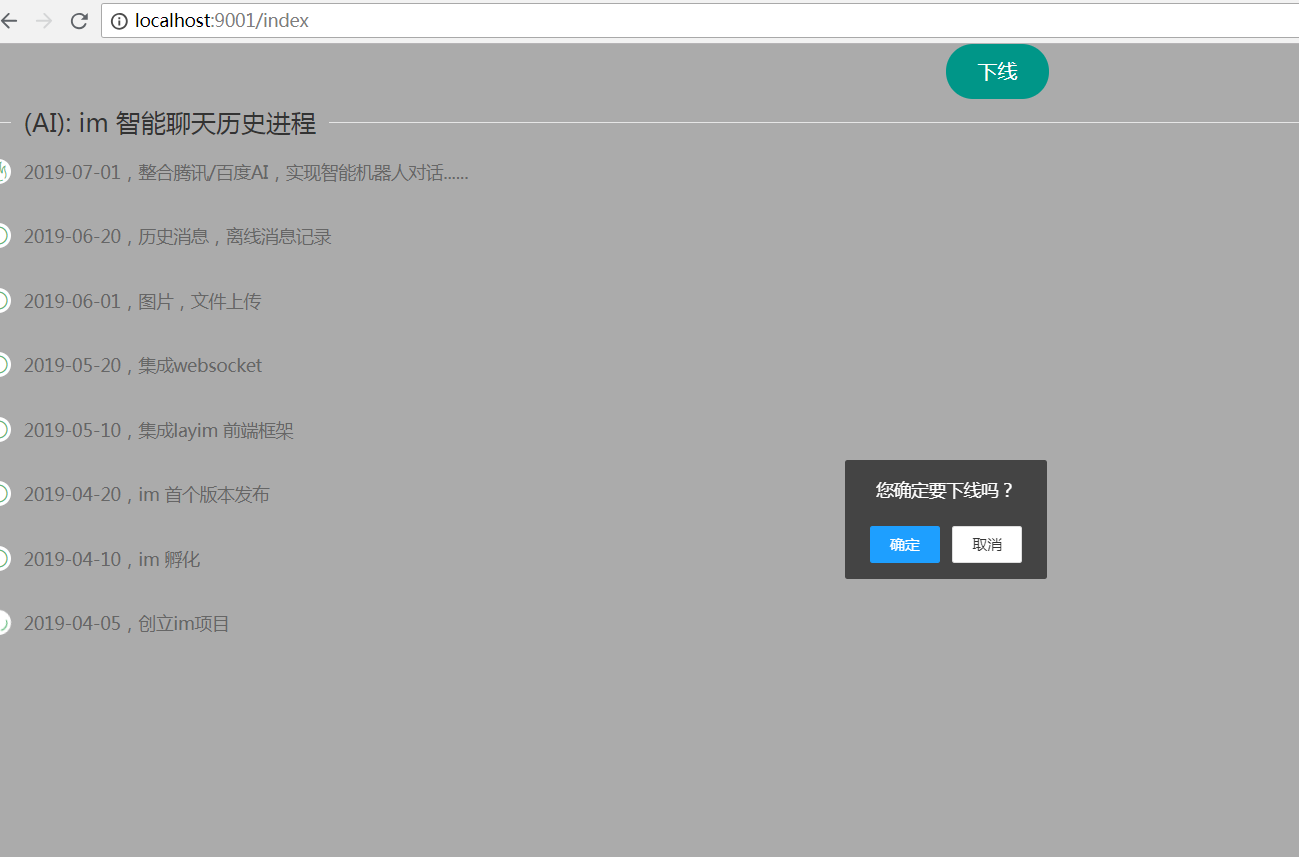 localhost:9001/index
下线
(AI): im 智能聊天历史进程
2019-07-01，整合腾讯/百度AI，实现智能机器人对话......
2019-06-20，历史消息，离线消息记录
2019-06-01，图片，文件上传
2019-05-20，集成websocket
2019-05-10，集成layim 前端框架
2019-04-20，im 首个版本发布
2019-04-10，im 孵化
2019-04-05，创立im项目
您确定要下线吗？
确定 取消